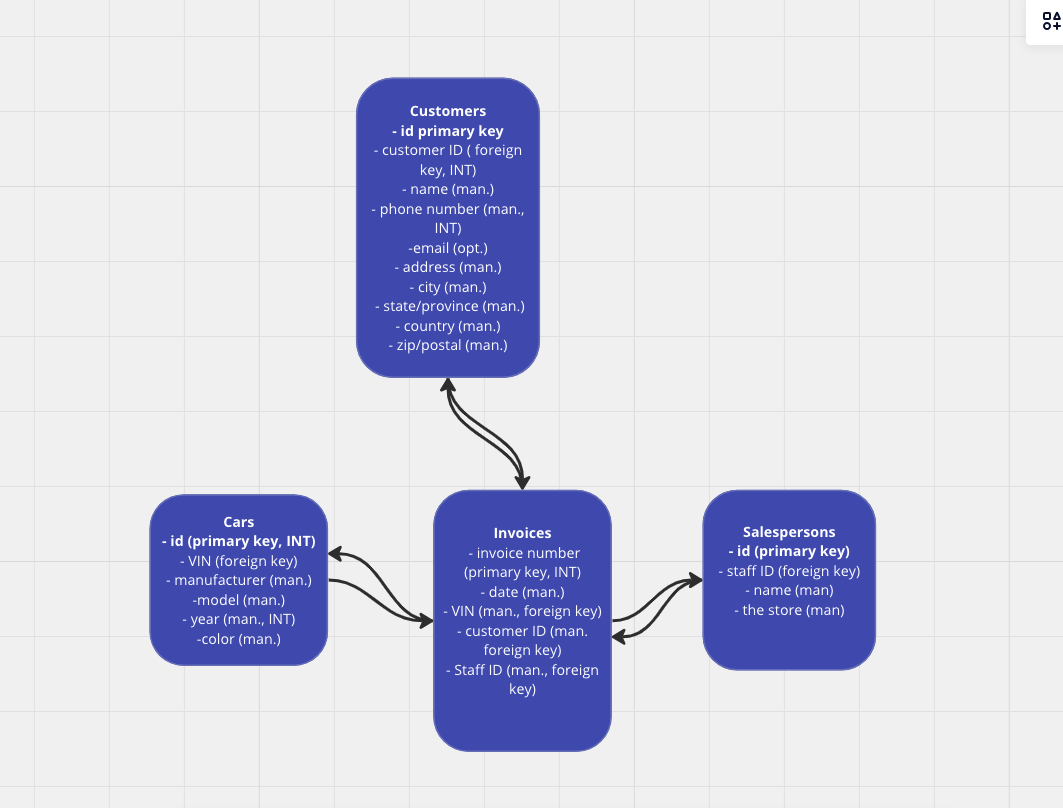 Customers
- id primary key
- customer ID ( foreign
key, INT)
- name (man.)
- phone number (man.,
INT)
-email (opt.)
- address (man.)
- city (man.)
- state/province (man.)
- country (man.)
- zip/postal (man.)
Cars
- id (primary key, INT)
- VIN (foreign key)
- manufacturer (man.)
-model (man.)
- year (man., INT)
-color (man.)
Invoices
- invoice number
(primary key, INT)
- date (man.)
- VIN (man., foreign key)
- customer ID (man.
foreign key)
- Staff ID (man., foreign
key)
Salespersons
- id (primary key)
- staff ID (foreign key)
- name (man)
- the store (man)